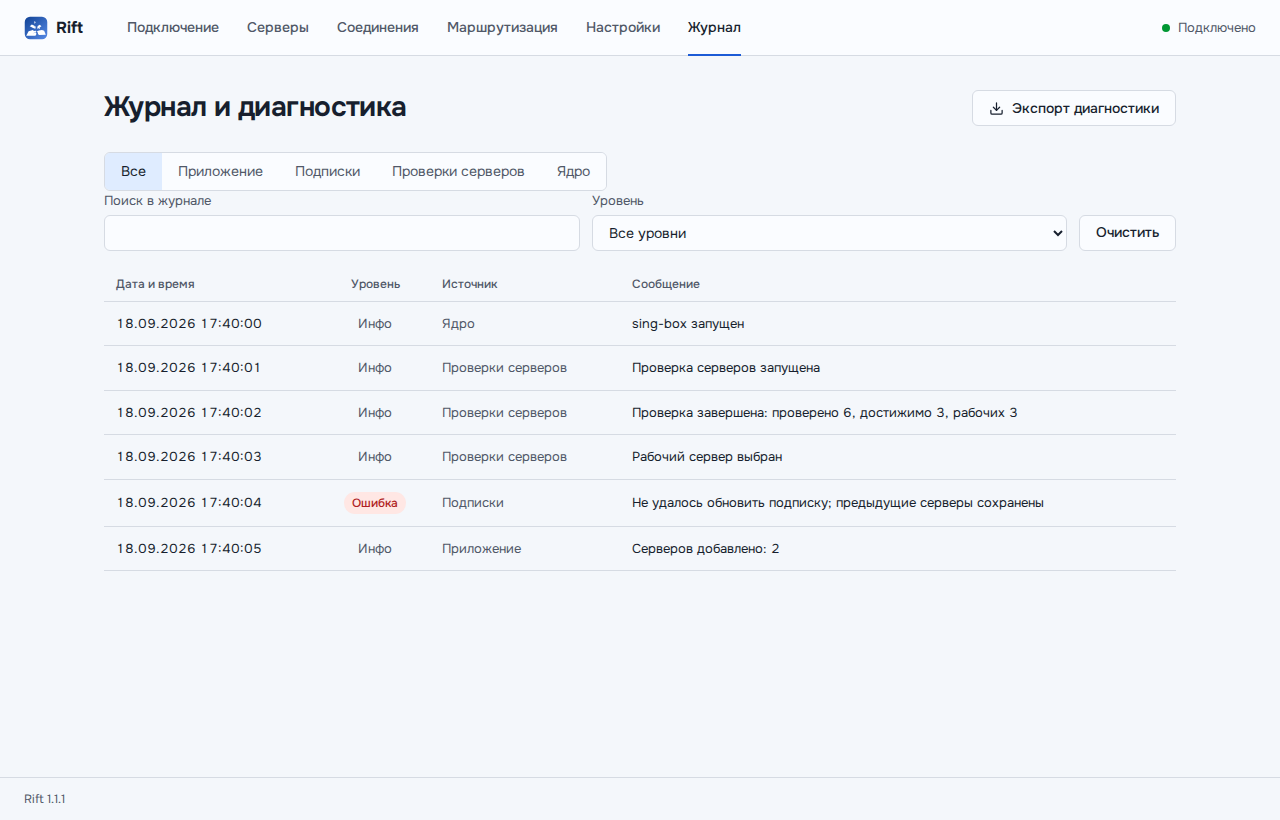 Rift Подключение Серверы Соединения Маршрутизация Настройки Журнал Подключено
Журнал и диагностика Экспорт диагностики
Все Приложение Подписки Проверки серверов Ядро
Поиск в журнале Уровень
Все уровни Очистить
Дата и время Уровень Источник Сообщение
18.09.2026 17:40:00 Инфо Ядро sing-box запущен
18.09.2026 17:40:01 Инфо Проверки серверов Проверка серверов запущена
18.09.2026 17:40:02 Инфо Проверки серверов Проверка завершена: проверено 6, достижимо 3, рабочих 3
18.09.2026 17:40:03 Инфо Проверки серверов Рабочий сервер выбран
18.09.2026 17:40:04 Ошибка Подписки Не удалось обновить подписку; предыдущие серверы сохранены
18.09.2026 17:40:05 Инфо Приложение Серверов добавлено: 2
Rift 1.1.1